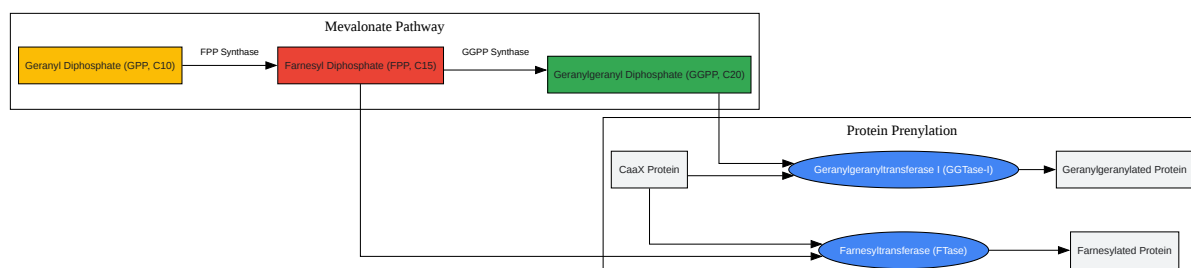 Mevalonate Pathway
Geranyl Diphosphate (GPP, C10)
FPP Synthase
Farnesyl Diphosphate (FPP, C15)
GGPP Synthase
Geranylgeranyl Diphosphate (GGPP, C20)
Protein Prenylation
CaaX Protein
Geranylgeranyltransferase I (GGTase-I)
Geranylgeranylated Protein
Farnesyltransferase (FTase)
Farnesylated Protein